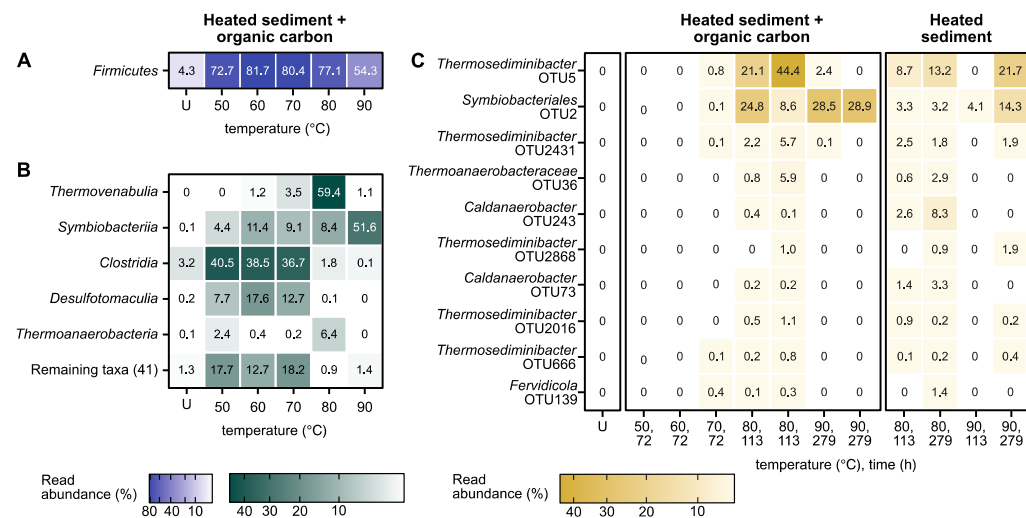 Heated sediment +
organic carbon
A
Firmicutes
4.3 72.7 81.7 80.4 77.1 54.3
U 50 60 70 80 90
temperature (°C)
B
Thermovenabulia 0 0 1.2 3.5 59.4 1.1
Symbiobacteriia 0.1 4.4 11.4 9.1 8.4 51.6
Clostridia 3.2 40.5 38.5 36.7 1.8 0.1
Desulfotomaculia 0.2 7.7 17.6 12.7 0.1 0
Thermoanaerobacteria 0.1 2.4 0.4 0.2 6.4 0
Remaining taxa (41) 1.3 17.7 12.7 18.2 0.9 1.4
U 50 60 70 80 90
temperature (°C)
Read
abundance (%)
80 40 10
40 30 20 10
C
Heated sediment +
organic carbon
Heated
sediment
Thermosediminibacter
OTU5
0 0 0 0.8 21.1 44.4 2.4 0 8.7 13.2 0 21.7
Symbiobacteriales
OTU2
0 0 0 0.1 24.8 8.6 28.5 28.9 3.3 3.2 4.1 14.3
Thermosediminibacter
OTU2431
0 0 0 0.1 2.2 5.7 0.1 0 2.5 1.8 0 1.9
Thermoanaerobacteraceae
OTU36
0 0 0 0 0.8 5.9 0 0 0.6 2.9 0 0
Caldanaerobacter
OTU243
0 0 0 0 0.4 0.1 0 0 2.6 8.3 0 0
Thermosediminibacter
OTU2868
0 0 0 0 0 1.0 0 0 0 0.9 0 1.9
Caldanaerobacter
OTU73
0 0 0 0 0.2 0.2 0 0 1.4 3.3 0 0
Thermosediminibacter
OTU2016
0 0 0 0 0.5 1.1 0 0 0.9 0.2 0 0.2
Thermosediminibacter
OTU666
0 0 0 0.1 0.2 0.8 0 0 0.1 0.2 0 0.4
Fervidicola
OTU139
0 0 0 0.4 0.1 0.3 0 0 0 1.4 0 0
U 50, 60, 70, 80, 80, 90, 90, 80, 80, 90, 90,
72 72 72 113 113 279 279 113 279 113 279
temperature (°C), time (h)
Read
abundance (%)
40 30 20 10